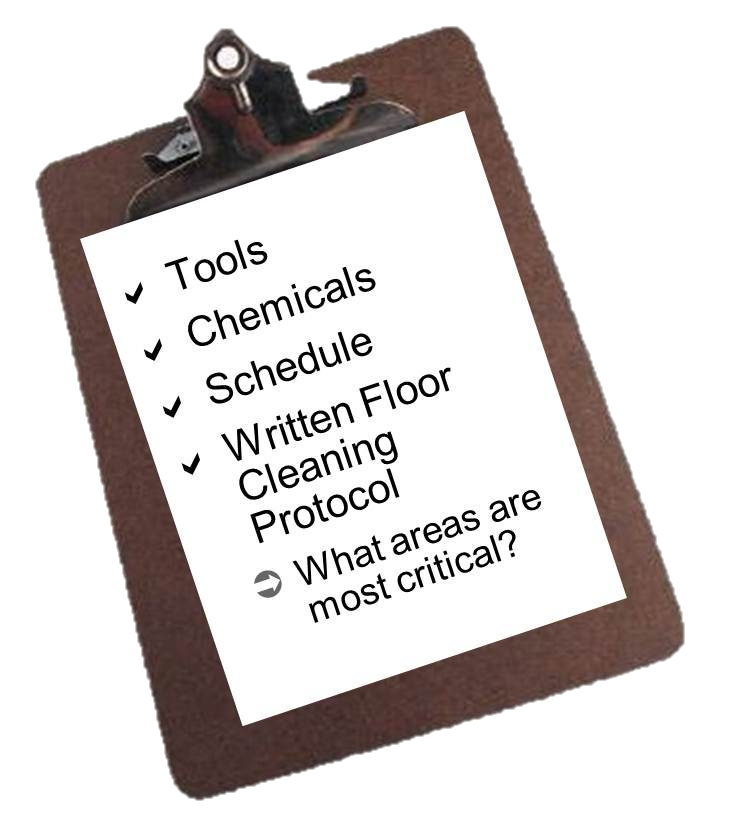 Tools
Chemicals
Schedule
Written Floor
Cleaning
Protocol
What areas are
most critical?